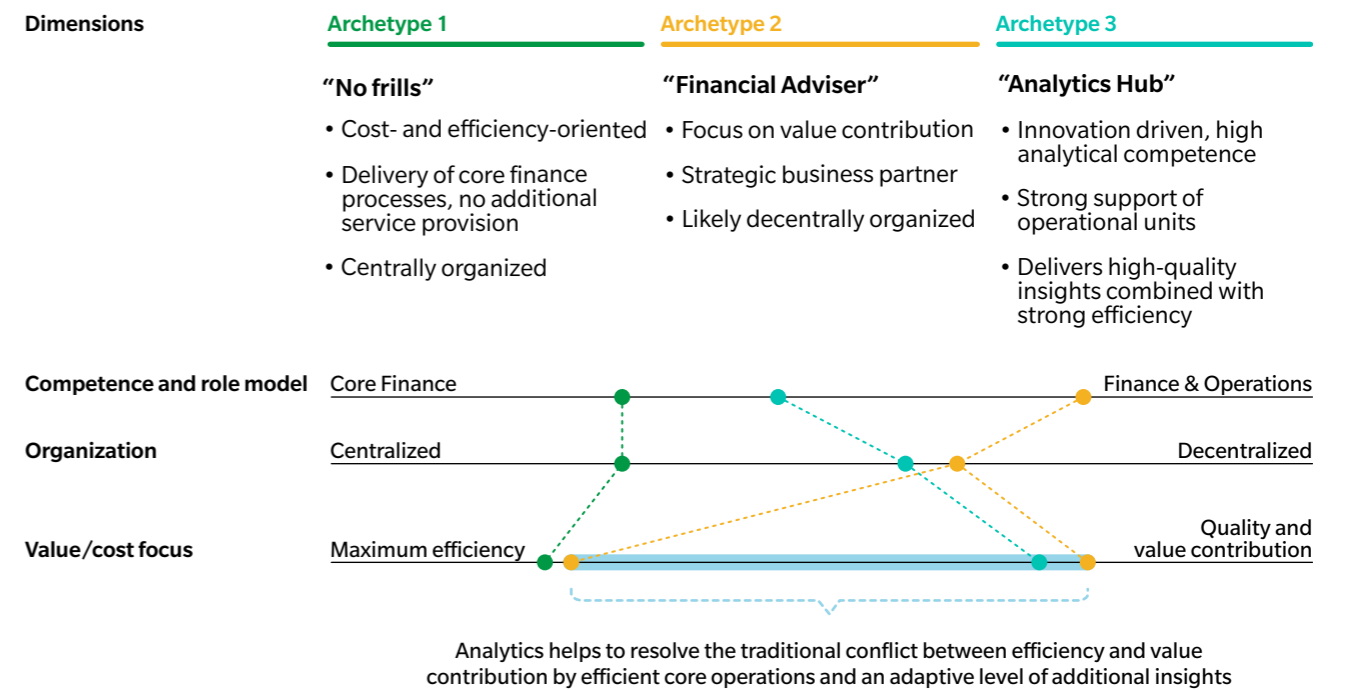 Dimensions
Archetype 1
Archetype 2
Archetype 3
“No frills”
• Cost- and efficiency-oriented
• Delivery of core finance
processes, no additional
service provision
• Centrally organized
“Financial Adviser”
• Focus on value contribution
• Strategic business partner
• Likely decentrally organized
“Analytics Hub”
• Innovation driven, high
analytical competence
• Strong support of
operational units
• Delivers high-quality
insights combined with
strong efficiency
Competence and role model
Core Finance
Finance & Operations
Organization
Centralized
Decentralized
Value/cost focus
Maximum efficiency
Quality and
value contribution
Analytics helps to resolve the traditional conflict between efficiency and value
contribution by efficient core operations and an adaptive level of additional insights